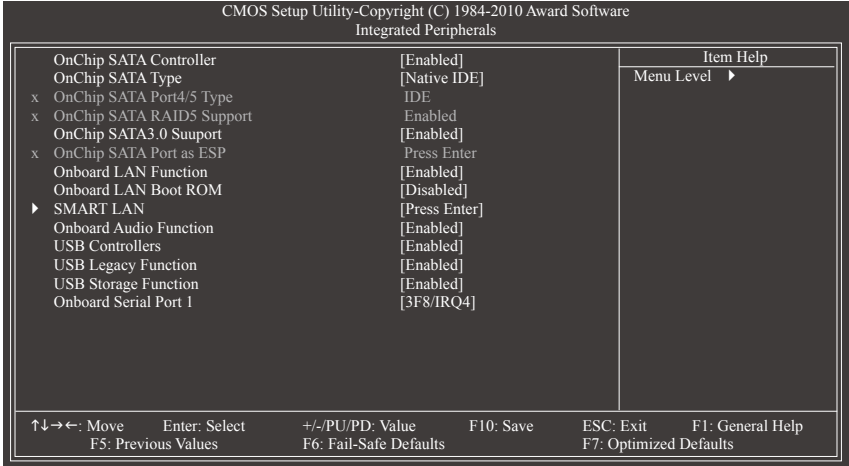 CMOS Setup Utility-Copyright (C) 1984-2010 Award Software
Integrated Peripherals
OnChip SATA Controller [Enabled]
OnChip SATA Type [Native IDE]
x OnChip SATA Port4/5 Type IDE
x OnChip SATA RAID5 Support Enabled
OnChip SATA3.0 Suuport [Enabled]
x OnChip SATA Port as ESP Press Enter
Onboard LAN Function [Enabled]
Onboard LAN Boot ROM [Disabled]
SMART LAN [Press Enter]
Onboard Audio Function [Enabled]
USB Controllers [Enabled]
USB Legacy Function [Enabled]
USB Storage Function [Enabled]
Onboard Serial Port 1 [3F8/IRQ4]
Item Help
Menu Level
↑↓→←: Move Enter: Select +/-/PU/PD: Value F10: Save ESC: Exit F1: General Help
F5: Previous Values F6: Fail-Safe Defaults F7: Optimized Defaults